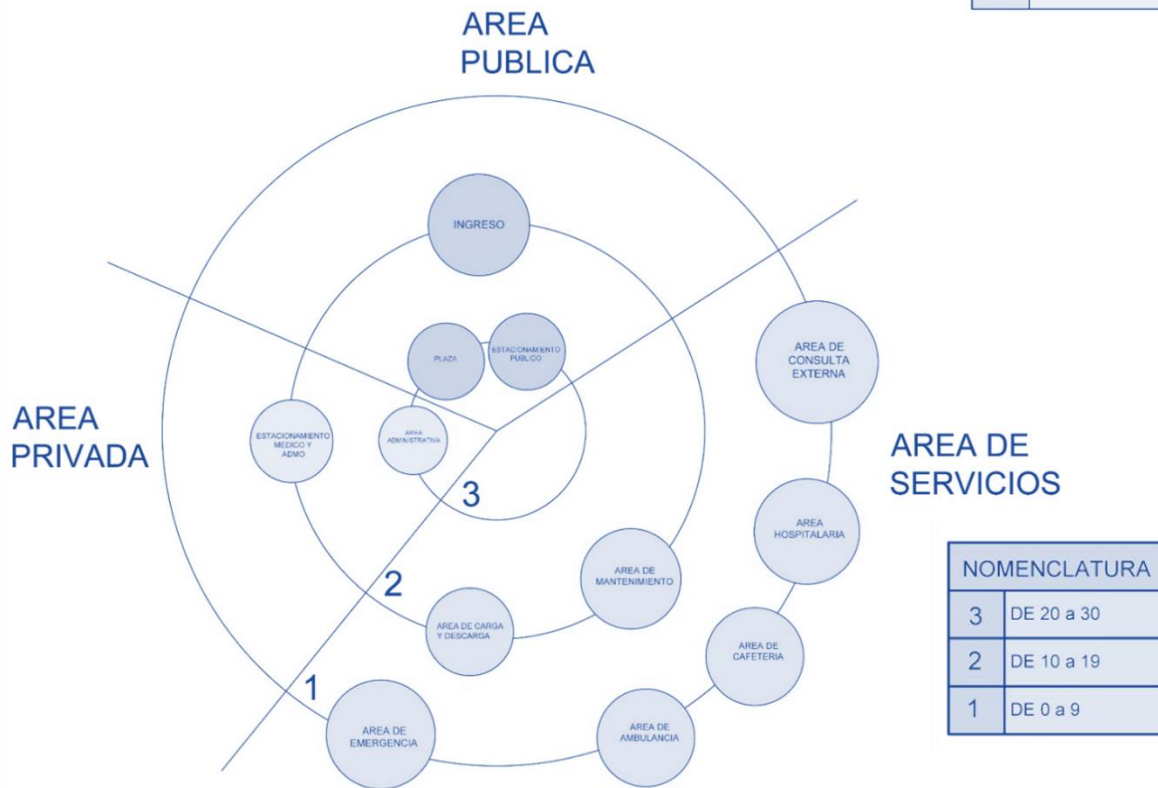 AREA
PUBLICA
INGRESO
PLAZA
ESTACIONAMIENTO
PUBLICO
AREA DE
CONSULTA
EXTERNA
AREA
PRIVADA
ESTACIONAMIENTO
MEDICO Y
ADMO
AREA
ADMINISTRATIVA
AREA DE
SERVICIOS
3
AREA
HOSPITALARIA
2
AREA DE
MANTENIMIENTO
AREA DE CARGA
Y DESCARGA
AREA DE
CAFETERIA
1
AREA DE
EMERGENCIA
AREA DE
AMBULANCIA
NOMENCLATURA
3 DE 20 a 30
2 DE 10 a 19
1 DE 0 a 9